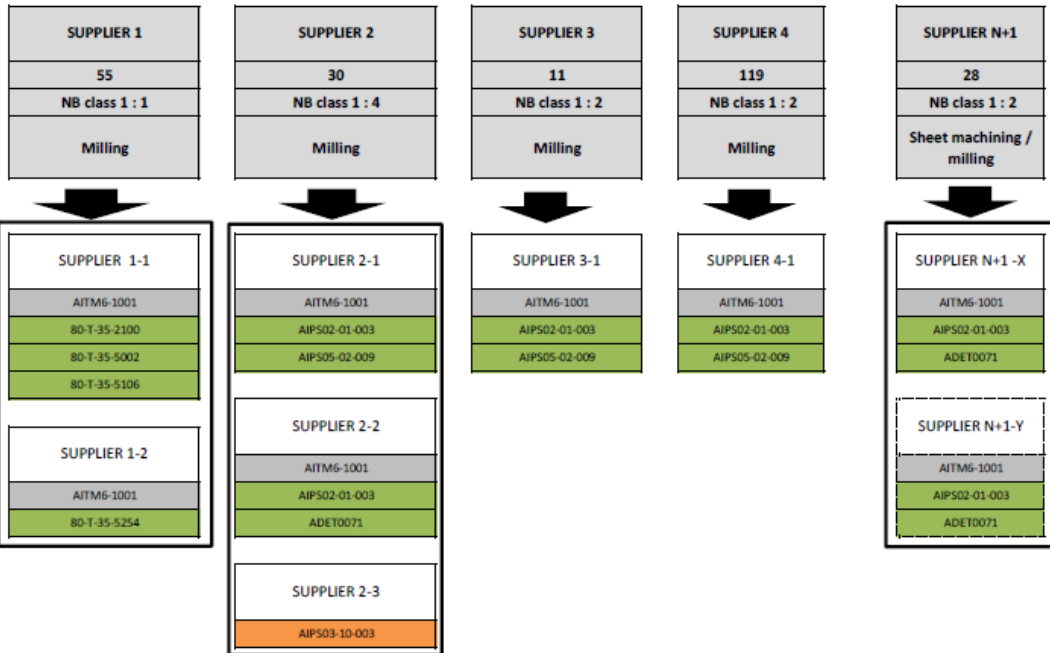 SUPPLIER 1
55
NB class 1 : 1
Milling
SUPPLIER 1-1
AITM6-1001
80-T-35-2100
80-T-35-5002
80-T-35-5106
SUPPLIER 1-2
AITM6-1001
80-T-35-5254
SUPPLIER 2
30
NB class 1 : 4
Milling
SUPPLIER 2-1
AITM6-1001
AIPS02-01-003
AIPS05-02-009
SUPPLIER 2-2
AITM6-1001
AIPS02-01-003
ADET0071
SUPPLIER 2-3
AIPS03-10-003
SUPPLIER 3
11
NB class 1 : 2
Milling
SUPPLIER 3-1
AITM6-1001
AIPS02-01-003
AIPS05-02-009
SUPPLIER 4
119
NB class 1 : 2
Milling
SUPPLIER 4-1
AITM6-1001
AIPS02-01-003
AIPS05-02-009
SUPPLIER N+1
28
NB class 1 : 2
Sheet machining /
milling
SUPPLIER N+1 -X
AITM6-1001
AIPS02-01-003
ADET0071
SUPPLIER N+1-Y
AITM6-1001
AIPS02-01-003
ADET0071